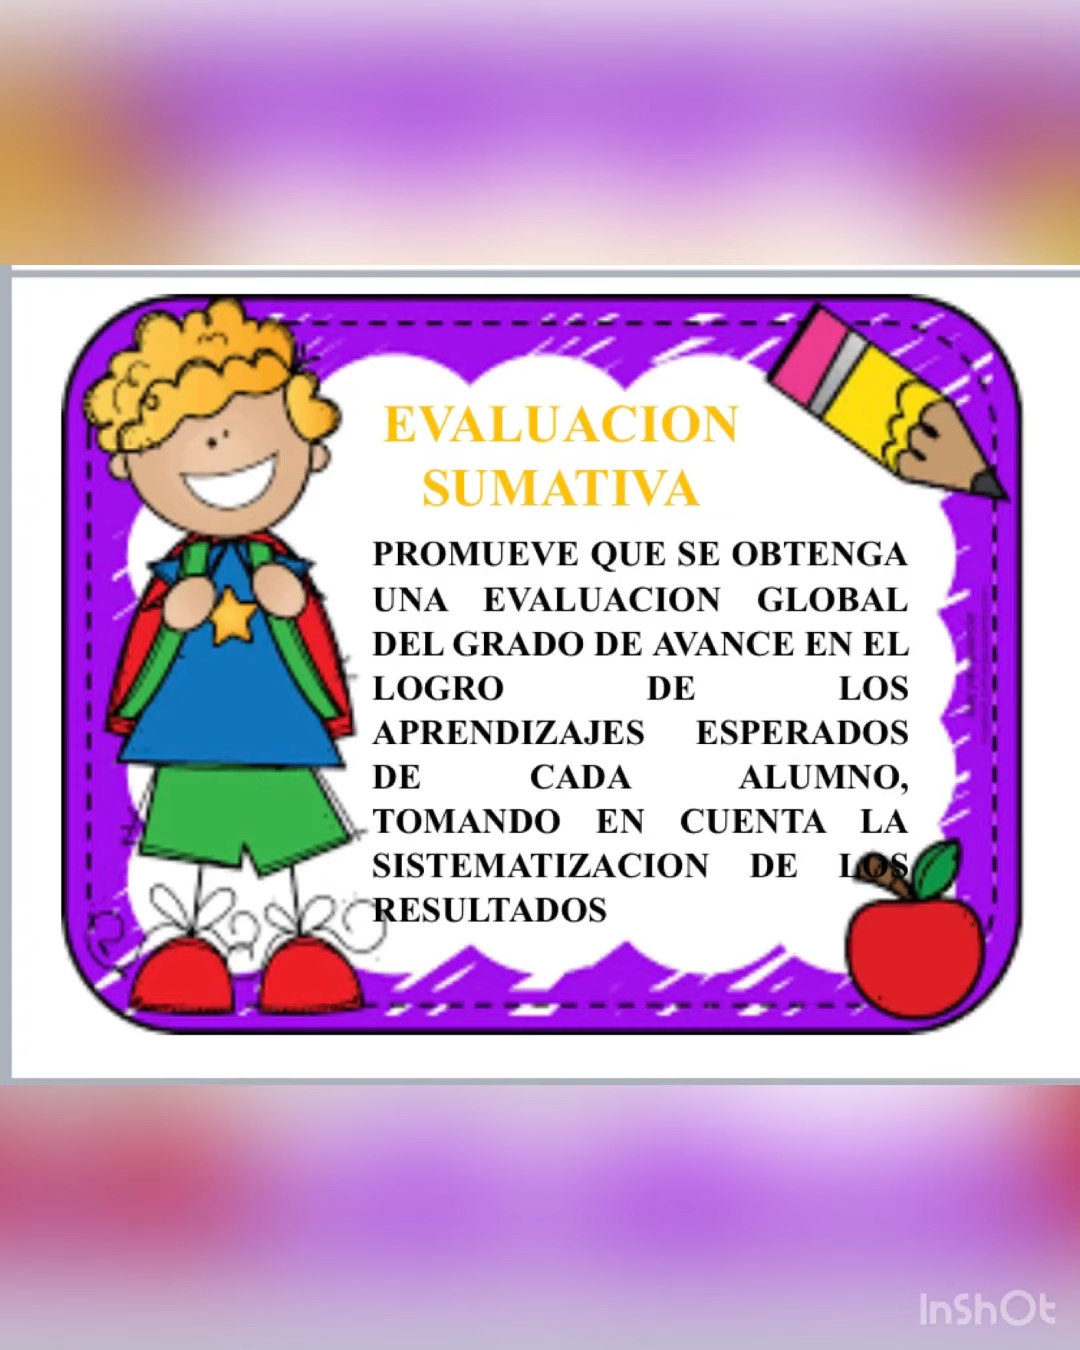 EVALUACION
SUMATIVA
PROMUEVE QUE SE OBTENGA
UNA EVALUACION GLOBAL
DEL GRADO DE AVANCE EN EL
LOGRO DE LOS
APRENDIZAJES ESPERADOS
DE CADA ALUMNO,
TOMANDO EN CUENTA LA
SISTEMATIZACION DE LOS
RESULTADOS
InShOt